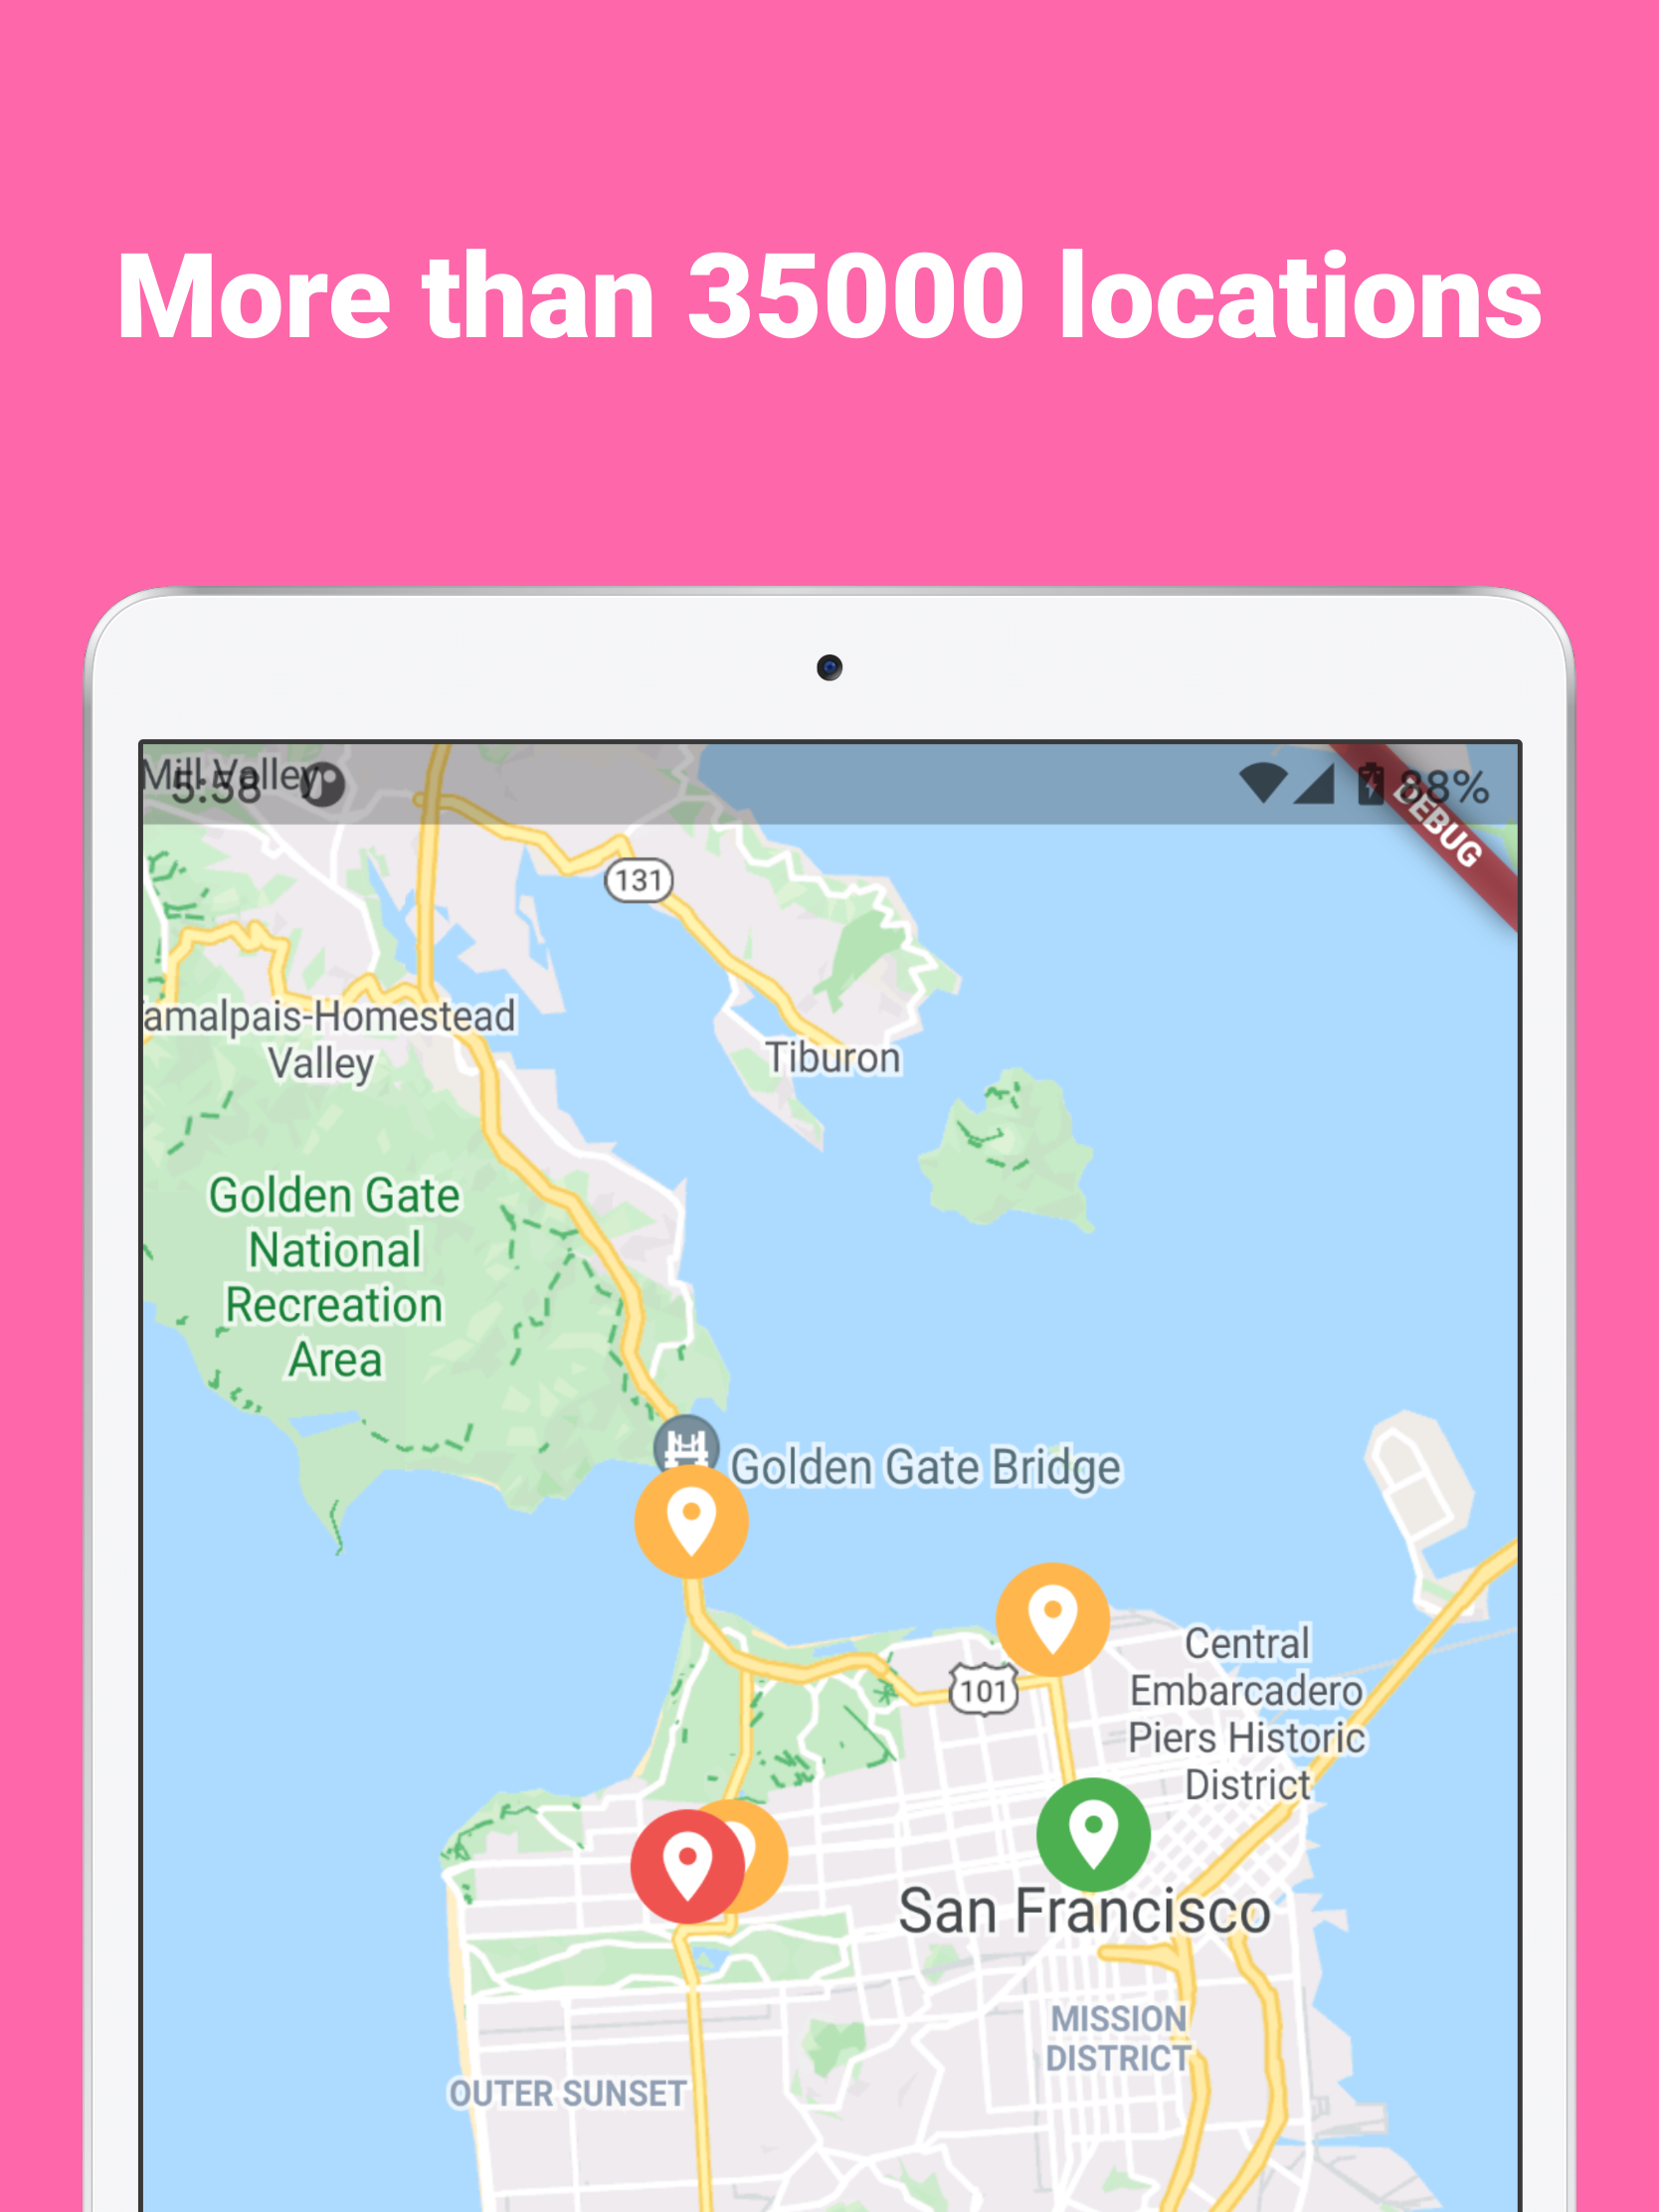 More than 35000 locations
Mill Valley
5:58
88%
DEBUG
131
amalpais-Homestead
Valley
Tiburon
Golden Gate
National
Recreation
Area
Golden Gate Bridge
Central
Embarcadero
Piers Historic
District
101
San Francisco
MISSION
DISTRICT
OUTER SUNSET